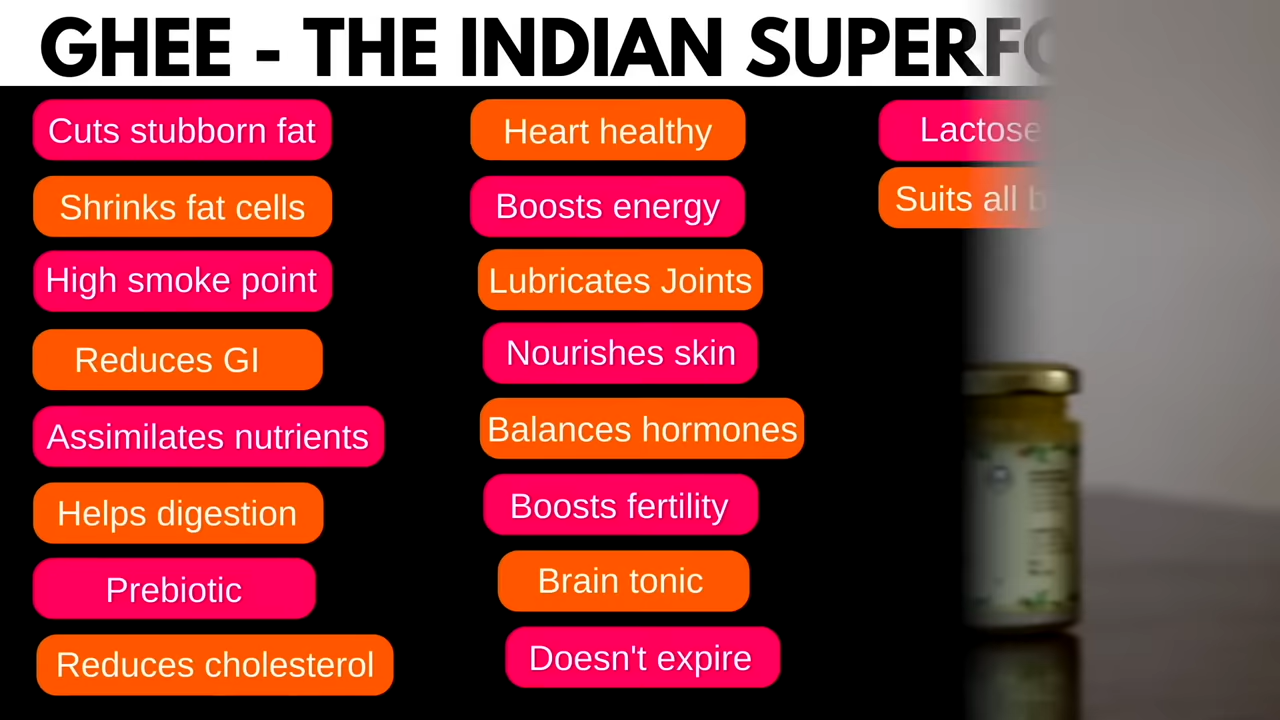 GHEE - THE INDIAN SUPERFO
Cuts stubborn fat
Shrinks fat cells
High smoke point
Reduces GI
Assimilates nutrients
Helps digestion
Prebiotic
Reduces cholesterol
Heart healthy
Boosts energy
Lubricates Joints
Nourishes skin
Balances hormones
Boosts fertility
Brain tonic
Doesn't expire
Lactose
Suits all b